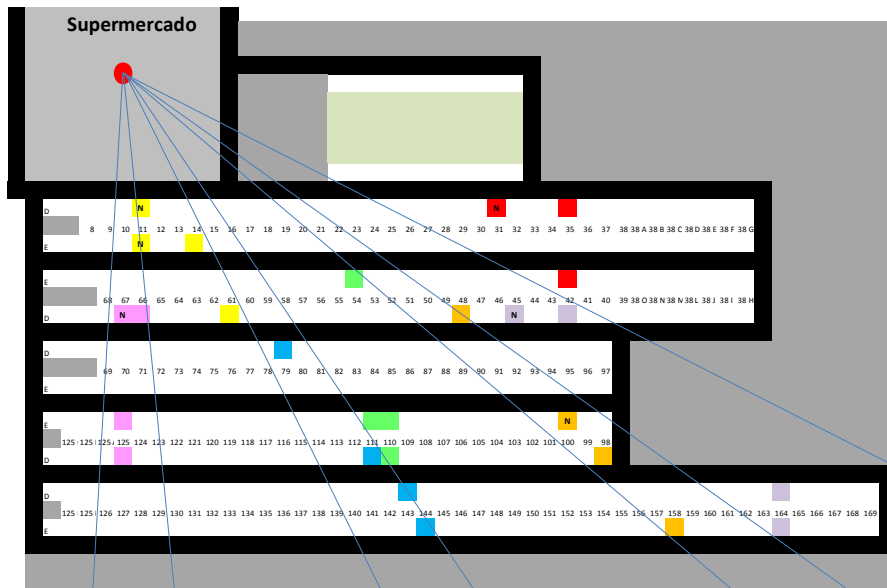 Supermercado
D N N
8 9 10 11 12 13 14 15 16 17 18 19 20 21 22 23 24 25 26 27 28 29 30 31 32 33 34 35 36 37 38 38 A 38 B 38 C 38 D 38 E 38 F 38 G
E N
E
68 67 66 65 64 63 62 61 60 59 58 57 56 55 54 53 52 51 50 49 48 47 46 45 44 43 42 41 40 39 38 O 38 N 38 M 38 L 38 J 38 I 38 H
D N N
D
69 70 71 72 73 74 75 76 77 78 79 80 81 82 83 84 85 86 87 88 89 90 91 92 93 94 95 96 97
E
E N
125 125 125 125 124 123 122 121 120 119 118 117 116 115 114 113 112 111 110 109 108 107 106 105 104 103 102 101 100 99 98
D
D
125 125 126 127 128 129 130 131 132 133 134 135 136 137 138 139 140 141 142 143 144 145 146 147 148 149 150 151 152 153 154 155 156 157 158 159 160 161 162 163 164 165 166 167 168 169
E